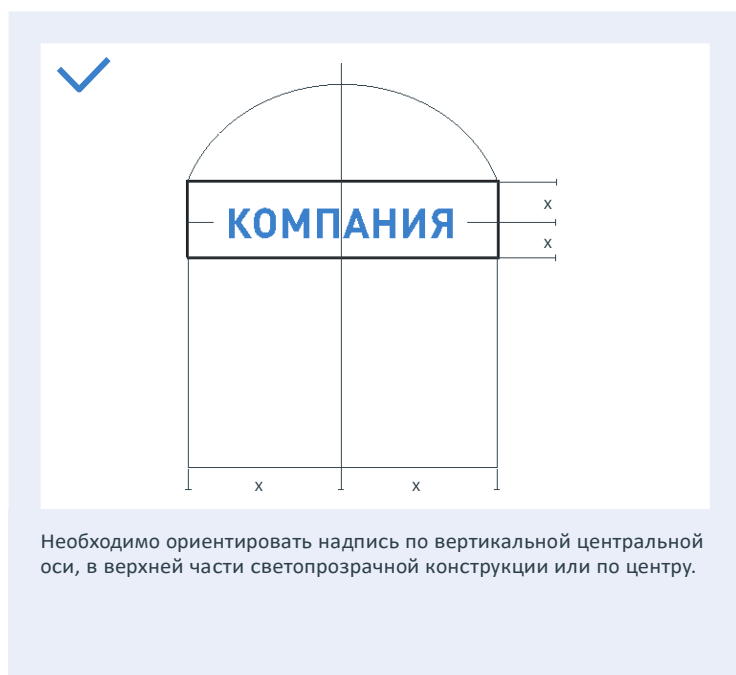 КОМПАНИЯ
х
х
х
х
Необходимо ориентировать надпись по вертикальной центральной
оси, в верхней части светопрозрачной конструкции или по центру.